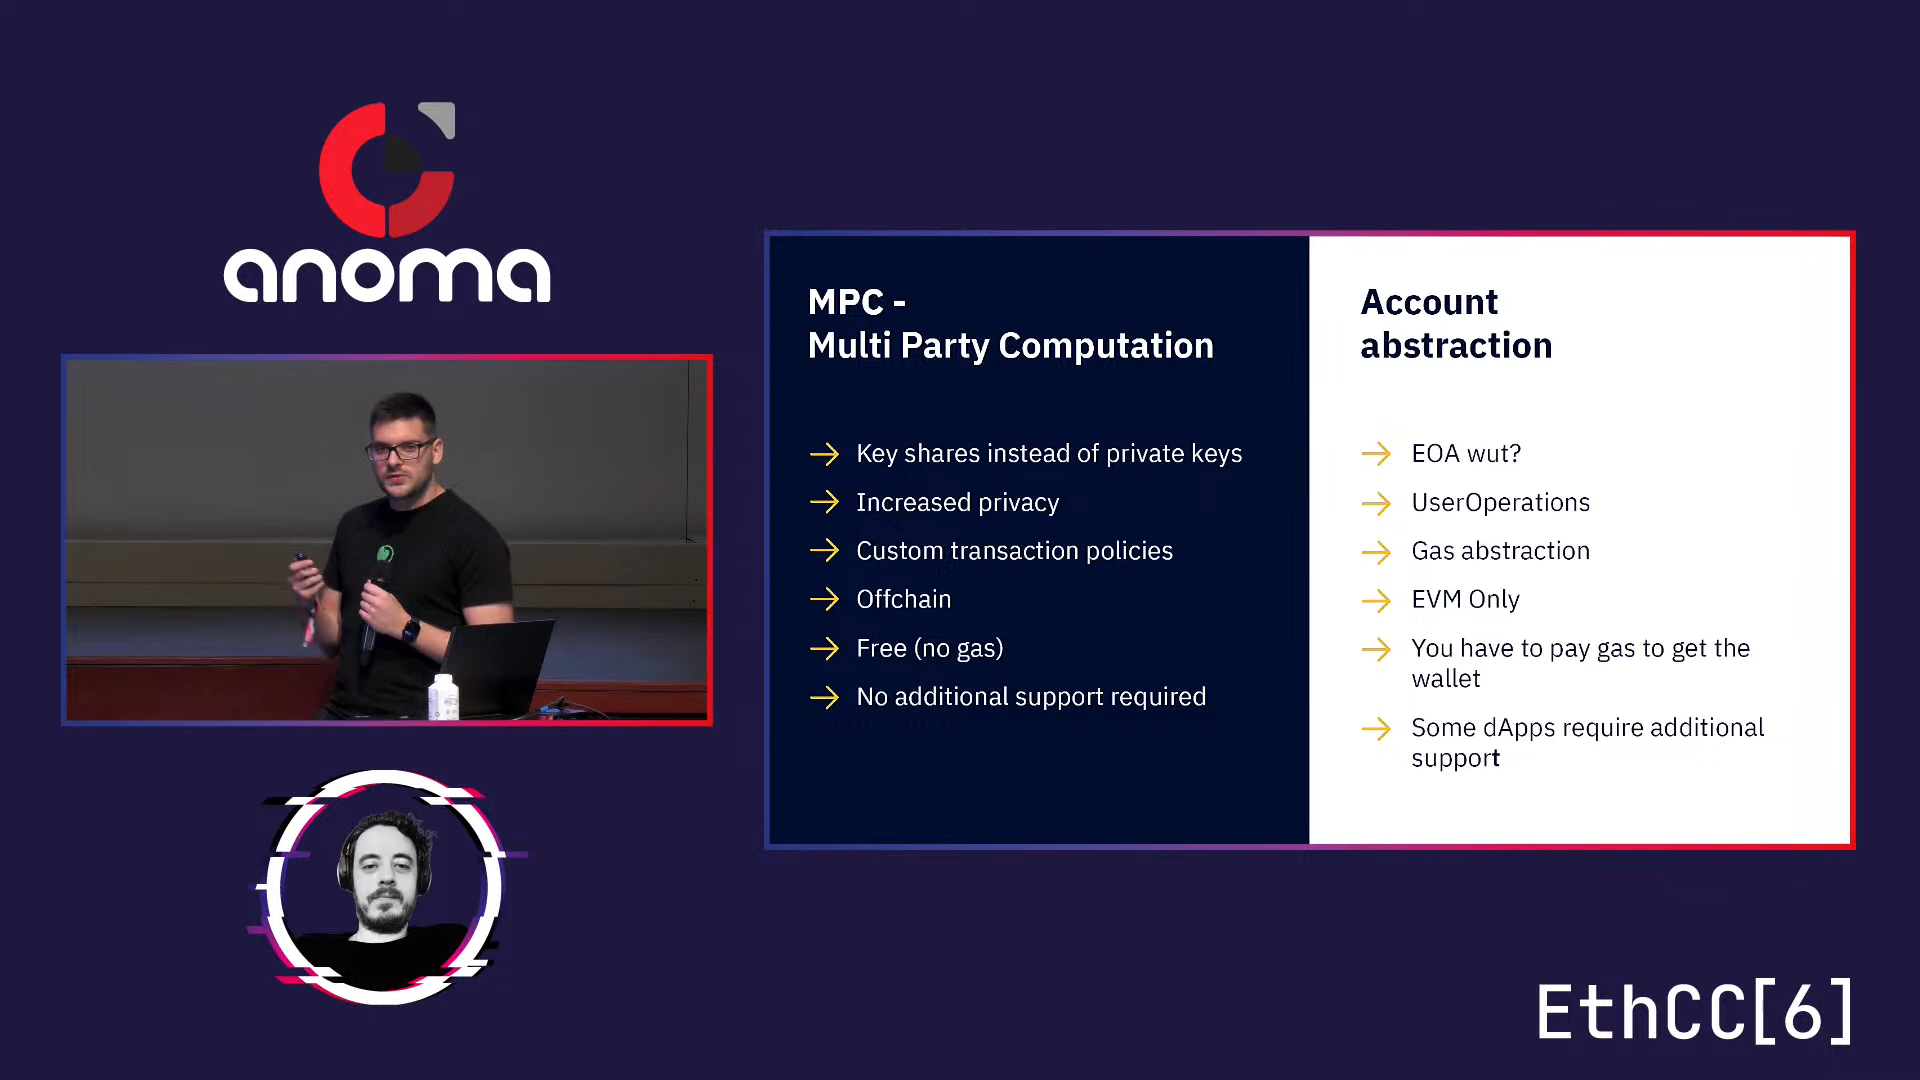 anoma
MPC -
Multi Party Computation
Key shares instead of private keys
Increased privacy
Custom transaction policies
Offchain
Free (no gas)
No additional support required
Account
abstraction
EOA wut?
UserOperations
Gas abstraction
EVM Only
You have to pay gas to get the
wallet
Some dApps require additional
support
EthCC[6]